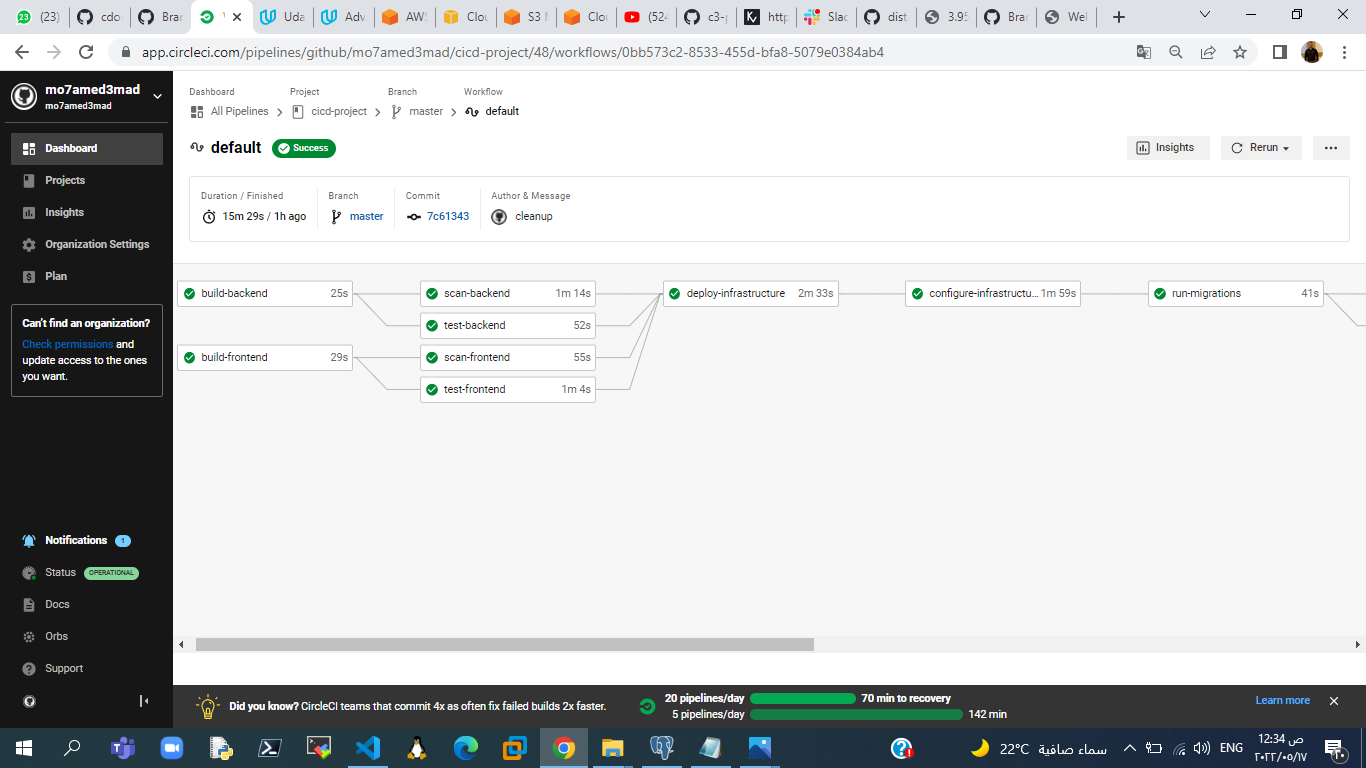 (23)
cdo
Bran
Uda
Adv
AWS
Clou
S3 M
Clou
(524
c3-p
http
Slac
dist
3.95
Bran
Wel
app.circleci.com/pipelines/github/mo7amed3mad/cicd-project/48/workflows/0bb573c2-8533-455d-bfa8-5079e0384ab4
mo7amed3mad
mo7amed3mad
Dashboard
Projects
Insights
Organization Settings
Plan
Can't find an organization?
Check permissions and
update access to the ones
you want.
Notifications 1
Status OPERATIONAL
Docs
Orbs
Support
Dashboard Project Branch Workflow
All Pipelines cicd-project master default
default Success
Insights Rerun
Duration / Finished Branch Commit Author & Message
15m 29s / 1h ago master 7c61343 cleanup
build-backend 25s scan-backend 1m 14s deploy-infrastructure 2m 33s configure-infrastructu... 1m 59s run-migrations 41s
test-backend 52s
build-frontend 29s scan-frontend 55s
test-frontend 1m 4s
Did you know? CircleCI teams that commit 4x as often fix failed builds 2x faster.
20 pipelines/day 70 min to recovery
5 pipelines/day 142 min
Learn more
22°C سماء صافية
ENG
12:34 ص
٢٠٢٢/٠٥/١٧